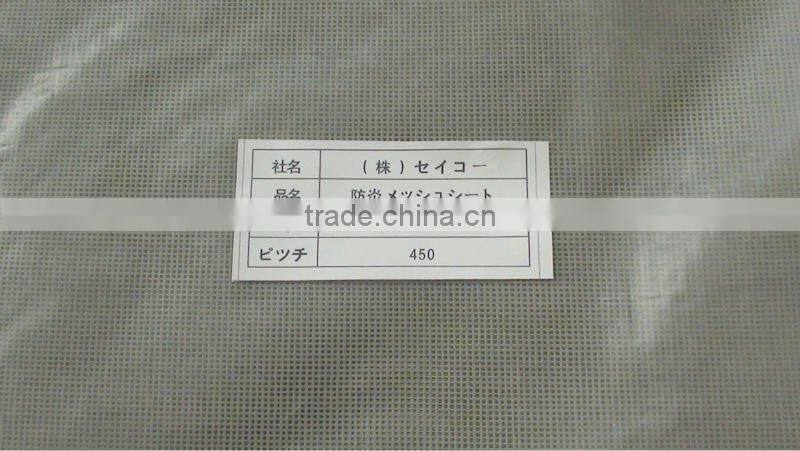 社名 (株)セイコー
品名 防炎メッシュシート
trade.china.cn
ピツチ 450